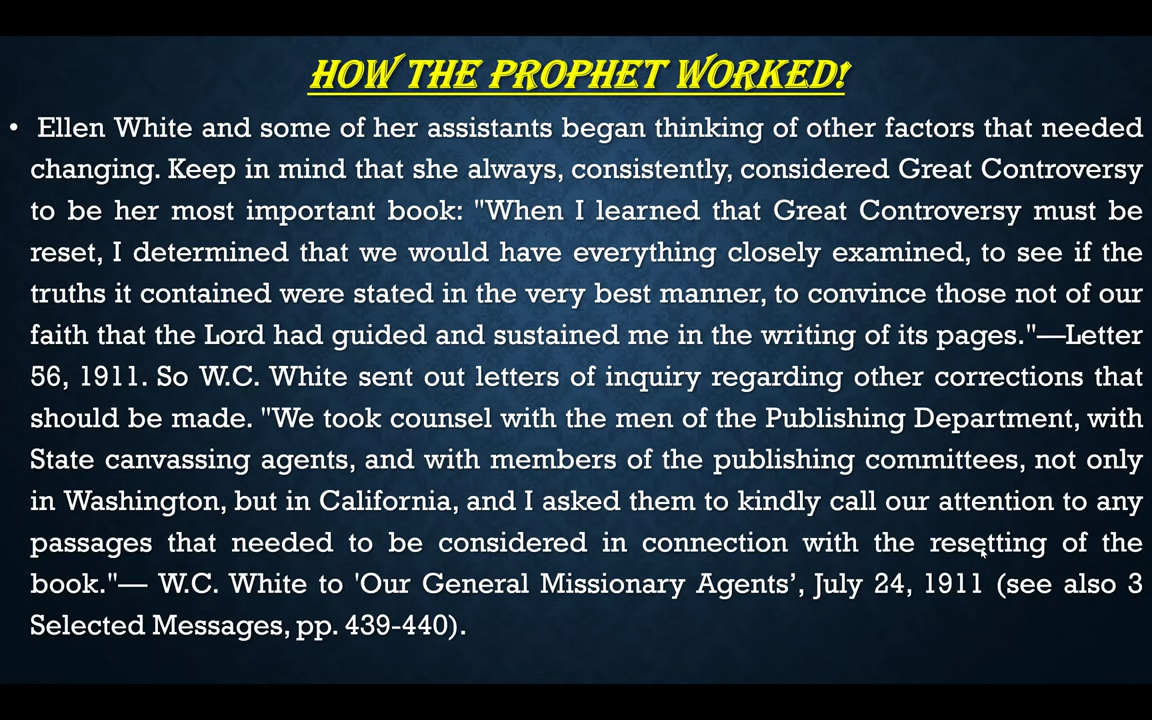 HOW THE PROPHET WORKED!
• Ellen White and some of her assistants began thinking of other factors that needed
changing. Keep in mind that she always, consistently, considered Great Controversy
to be her most important book: "When I learned that Great Controversy must be
reset, I determined that we would have everything closely examined, to see if the
truths it contained were stated in the very best manner, to convince those not of our
faith that the Lord had guided and sustained me in the writing of its pages."—Letter
56, 1911. So W.C. White sent out letters of inquiry regarding other corrections that
should be made. "We took counsel with the men of the Publishing Department, with
State canvassing agents, and with members of the publishing committees, not only
in Washington, but in California, and I asked them to kindly call our attention to any
passages that needed to be considered in connection with the resetting of the
book."— W.C. White to 'Our General Missionary Agents’, July 24, 1911 (see also 3
Selected Messages, pp. 439-440).